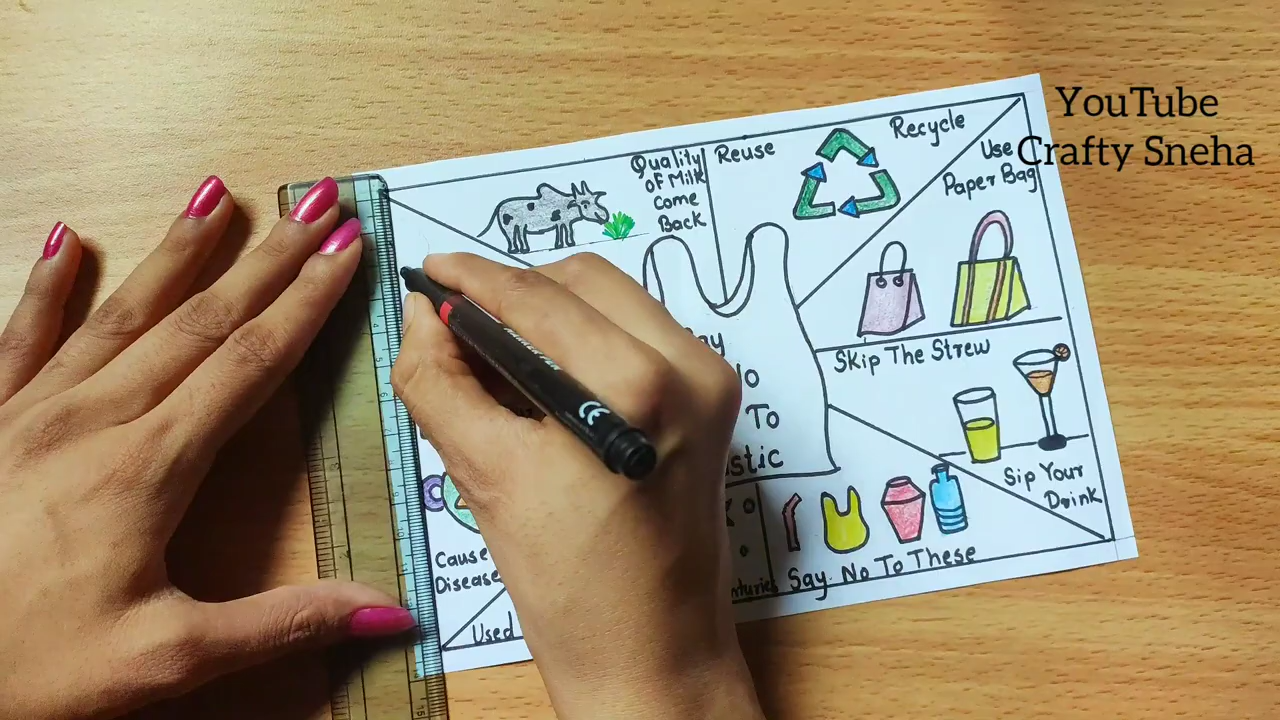 YouTube
Crafty Sneha
Quality
of Milk
Come
Back
Reuse
Recycle
Use
Paper Bag
Skip The Strew
Sip Your
Drink
To
Say No To These
Cause
Disease
Used
CE